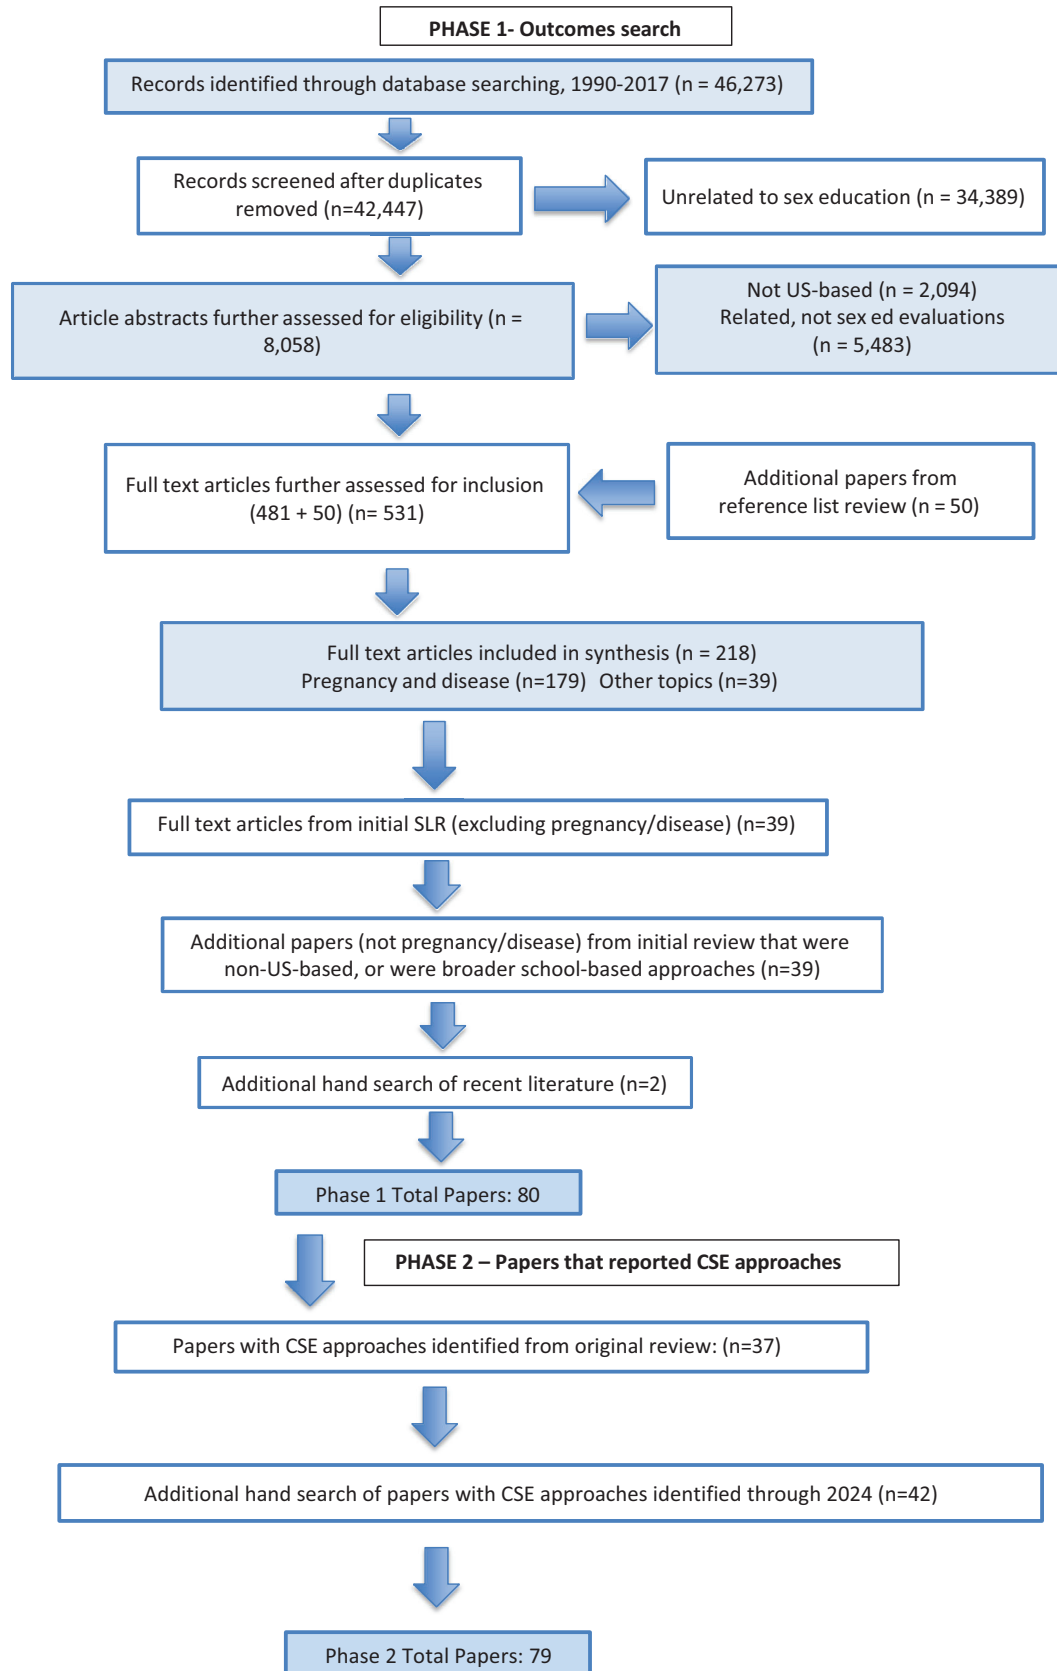 PHASE 1- Outcomes search
Records identified through database searching, 1990-2017 (n = 46,273)
Records screened after duplicates
removed (n=42,447)
Unrelated to sex education (n = 34,389)
Article abstracts further assessed for eligibility (n =
8,058)
Not US-based (n = 2,094)
Related, not sex ed evaluations
(n = 5,483)
Full text articles further assessed for inclusion
(481 + 50) (n= 531)
Additional papers from
reference list review (n = 50)
Full text articles included in synthesis (n = 218)
Pregnancy and disease (n=179) Other topics (n=39)
Full text articles from initial SLR (excluding pregnancy/disease) (n=39)
Additional papers (not pregnancy/disease) from initial review that were
non-US-based, or were broader school-based approaches (n=39)
Additional hand search of recent literature (n=2)
Phase 1 Total Papers: 80
PHASE 2 – Papers that reported CSE approaches
Papers with CSE approaches identified from original review: (n=37)
Additional hand search of papers with CSE approaches identified through 2024 (n=42)
Phase 2 Total Papers: 79